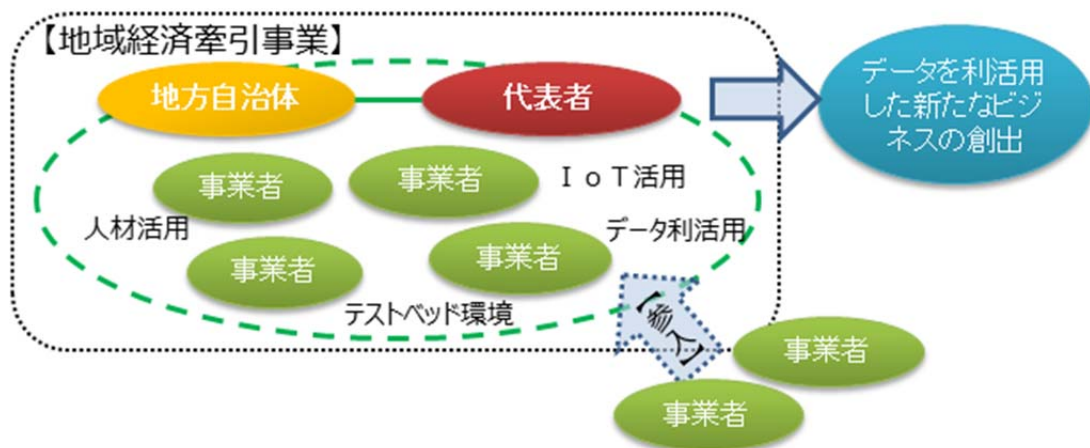 【地域経済牽引事業】
地方自治体
代表者
データを利活用
した新たなビジ
ネスの創出
事業者
事業者
ＩｏＴ活用
人材活用
データ利活用
事業者
事業者
テストベッド環境
【参入】
事業者
事業者